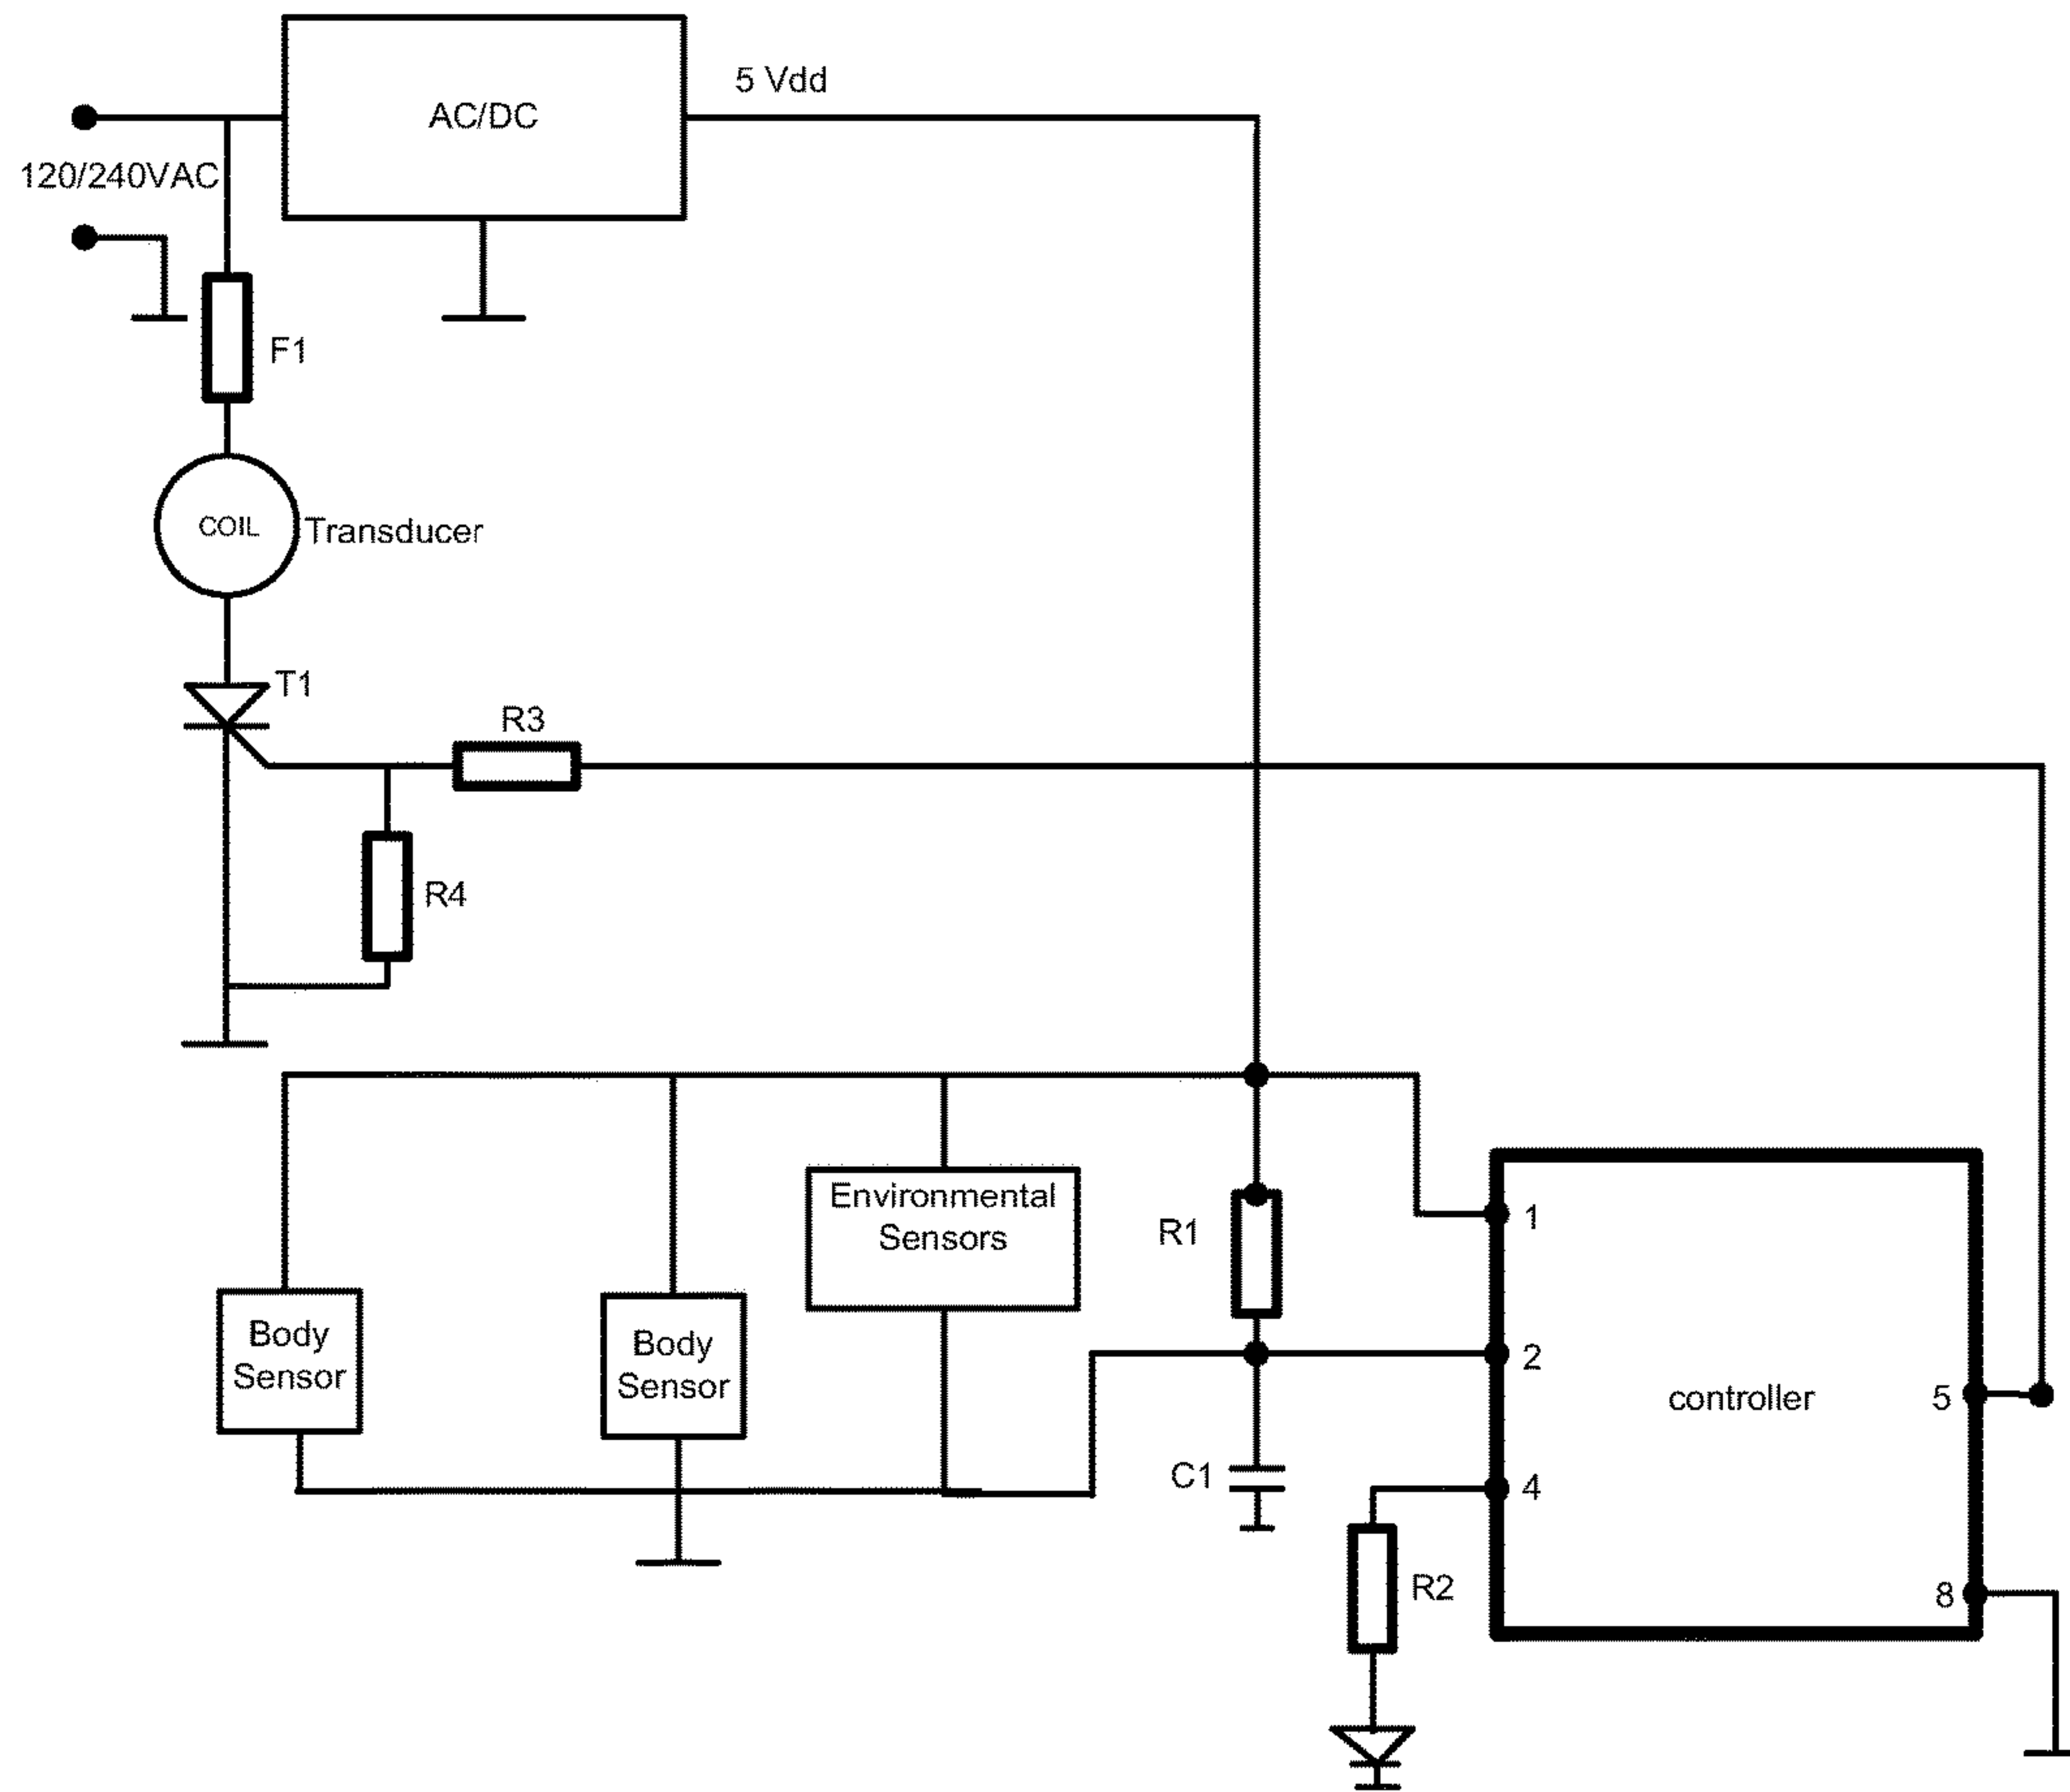 5 Vdd
AC/DC
120/240VAC
F1
COIL
Transducer
T1
R3
R4
Environmental
Sensors
R1
1
Body
Sensor
Body
Sensor
2
controller
5
C1
4
R2
8